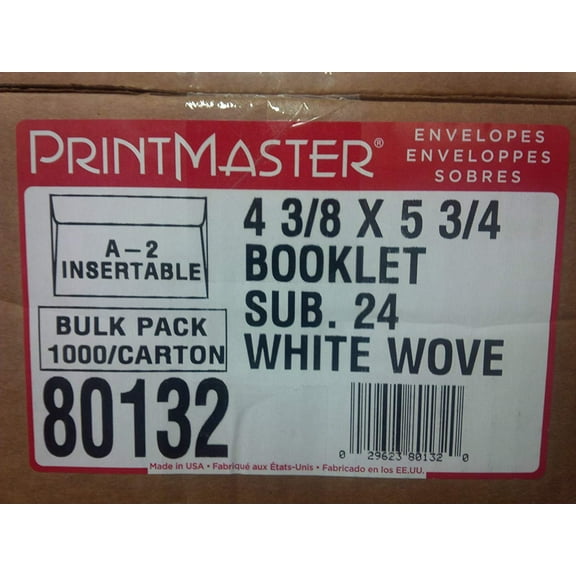 PRINTMASTER®
ENVELOPES
ENVELOPPES
SOBRES
A-2
INSERTABLE
4 3/8 X 5 3/4
BOOKLET
SUB. 24
WHITE WOVE
BULK PACK
1000/CARTON
80132
0 29623 80132 0
Made in USA • Fabriqué aux États-Unis • Fabricado en los EE.UU.